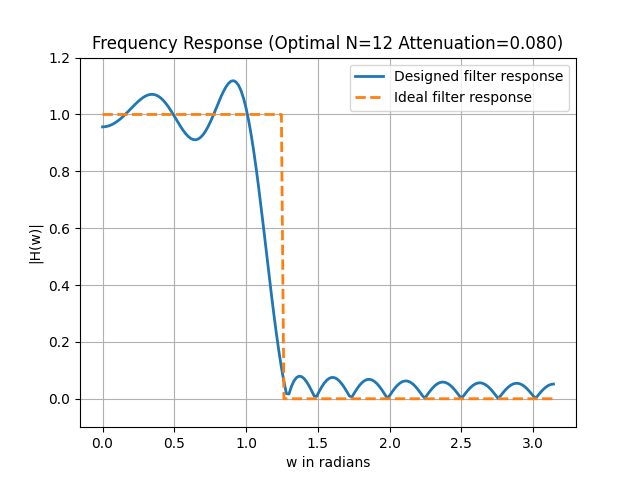 Frequency Response (Optimal N=12 Attenuation=0.080)
Designed filter response
Ideal filter response
1.2
1.0
0.8
0.6
0.4
0.2
0.0
|H(w)|
0.0 0.5 1.0 1.5 2.0 2.5 3.0
w in radians